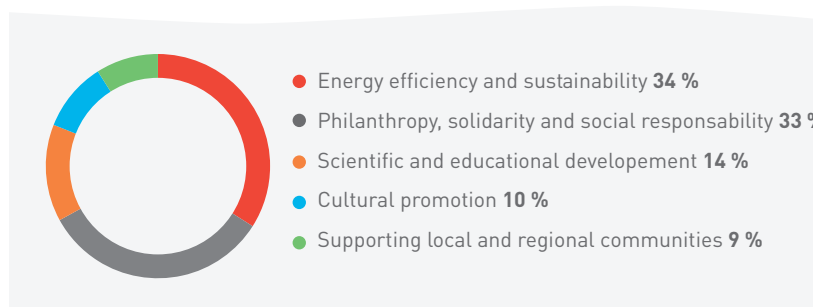 Energy efficiency and sustainability 34 %
Philanthropy, solidarity and social responsability 33 %
Scientific and educational developement 14 %
Cultural promotion 10 %
Supporting local and regional communities 9 %